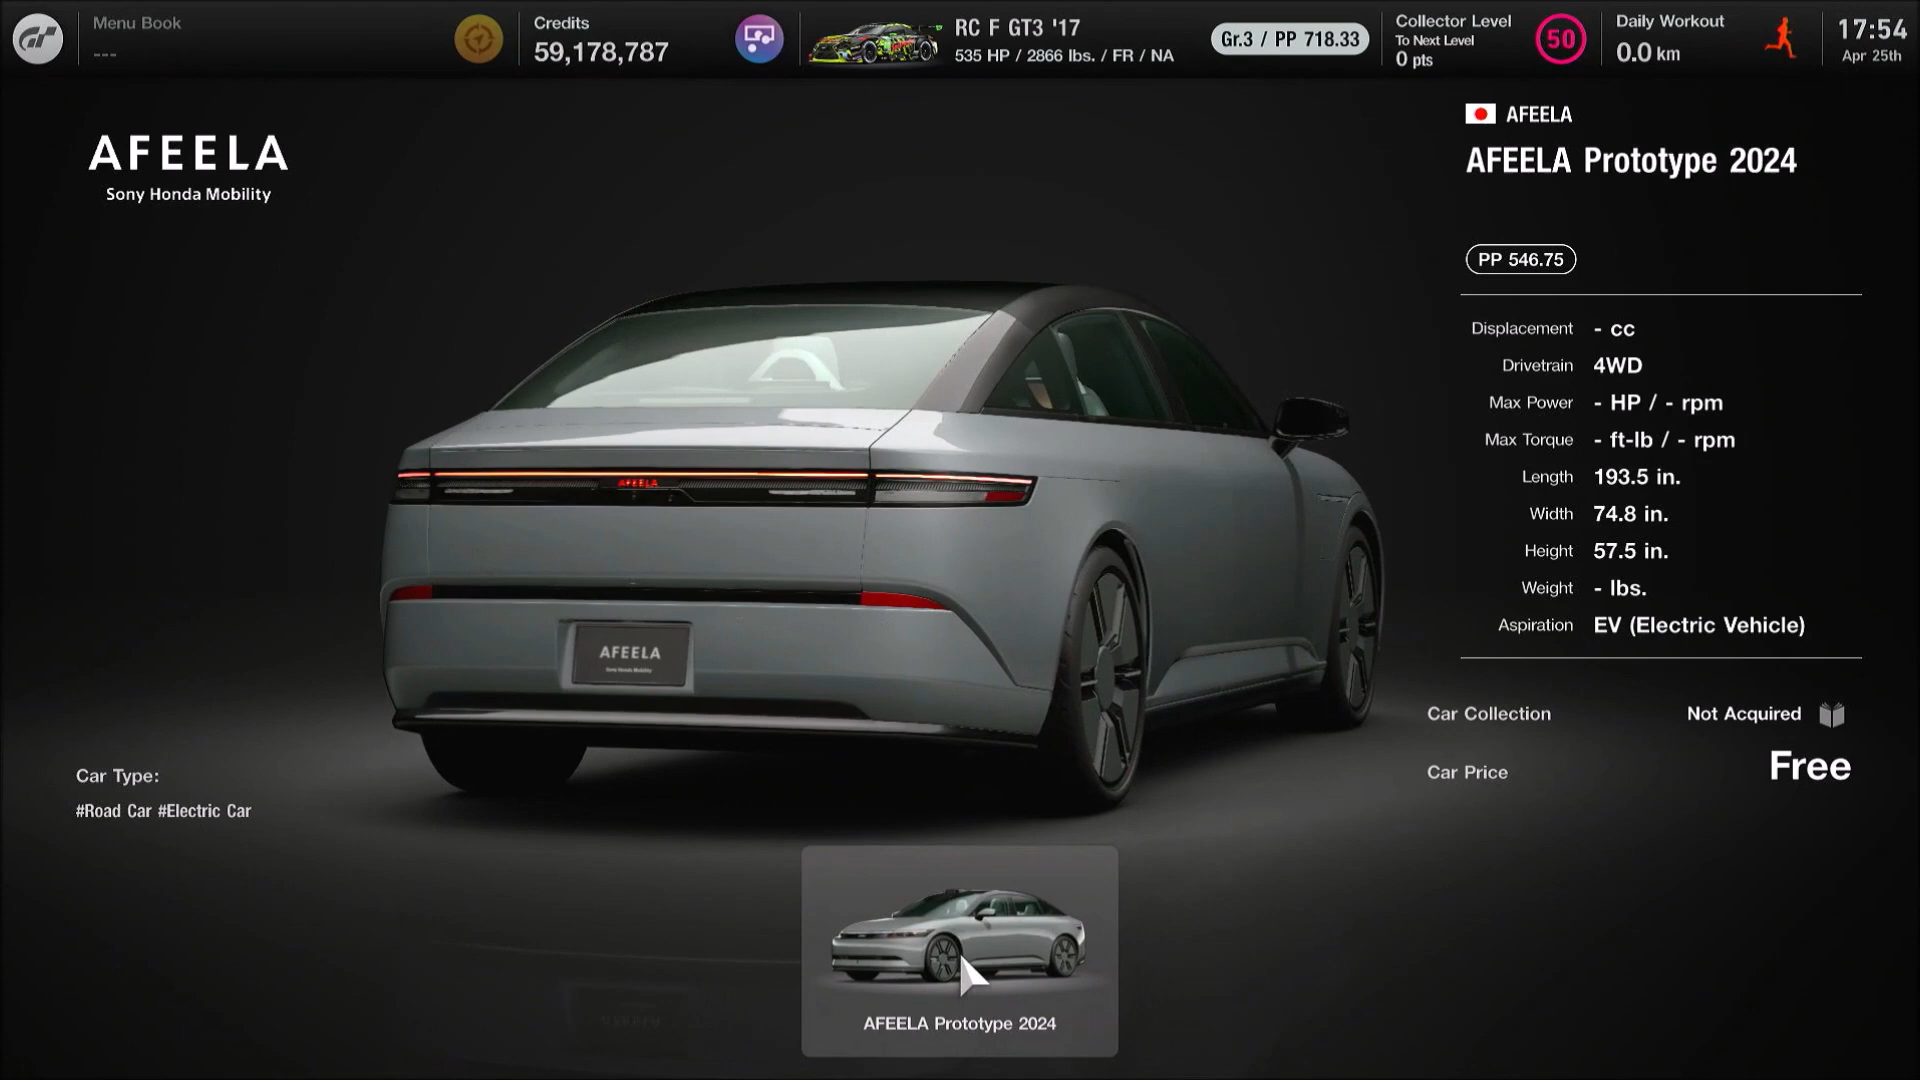 Menu Book
---
Credits
59,178,787
RC F GT3 '17
535 HP / 2866 lbs. / FR / NA
Gr.3 / PP 718.33
Collector Level
To Next Level
0 pts
50
Daily Workout
0.0 km
17:54
Apr 25th
AFEELA
Sony Honda Mobility
AFEELA
AFEELA Prototype 2024
PP 546.75
Displacement - cc
Drivetrain 4WD
Max Power - HP / - rpm
Max Torque - ft-lb / - rpm
Length 193.5 in.
Width 74.8 in.
Height 57.5 in.
Weight - lbs.
Aspiration EV (Electric Vehicle)
AFEELA
AFEELA
Sony Honda Mobility
Car Collection Not Acquired
Car Price Free
Car Type:
#Road Car #Electric Car
AFEELA Prototype 2024